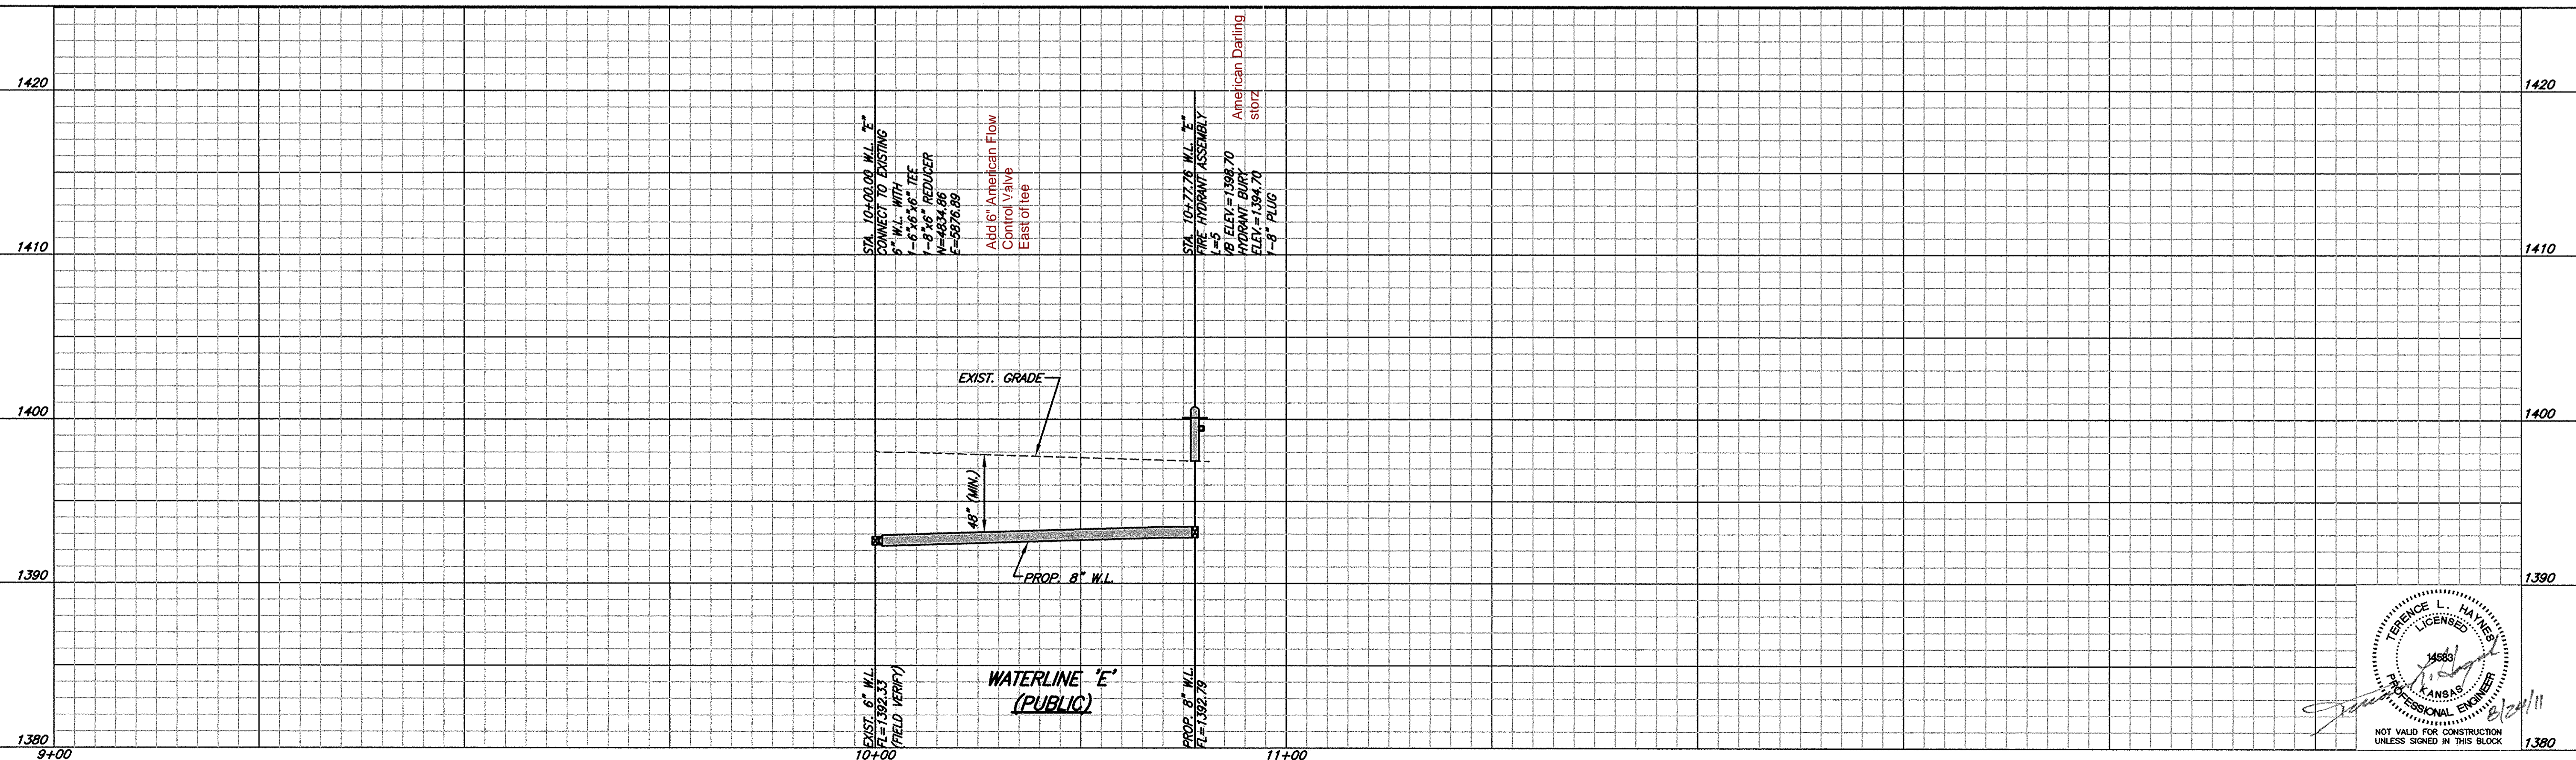 1420
1410
1400
1390
1380
STA. 10+00.00 W.L. "E"
CONNECT TO EXISTING
6" W.L. WITH
1-6"x6"x6" TEE
1-8"x6" REDUCER
N=4834.86
E=5876.89
Add 6" American Flow
Control Valve
East of tee
STA. 10+77.76 W.L. "E"
FIRE HYDRANT ASSEMBLY
L=5'
VB ELEV.=1398.70
HYDRANT BURY
ELEV.=1394.70
1-8" PLUG
American Darling
storz
EXIST. GRADE
48" (MIN.)
PROP. 8" W.L.
EXIST. 6" W.L.
FL=1392.33
(FIELD VERIFY)
WATERLINE 'E'
(PUBLIC)
PROP. 8" W.L.
FL=1392.79
9+00
10+00
11+00
1420
1410
1400
1390
1380
TERENCE L. HAYNES
LICENSED
14583
KANSAS
PROFESSIONAL ENGINEER
8/24/11
NOT VALID FOR CONSTRUCTION
UNLESS SIGNED IN THIS BLOCK